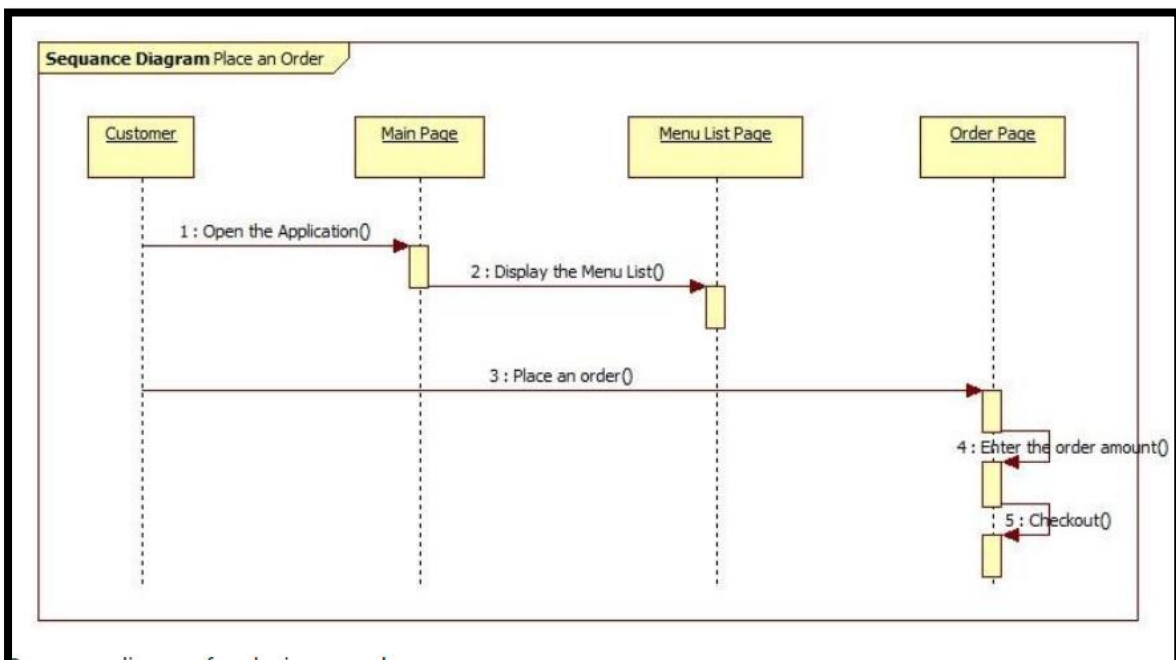 Sequance Diagram Place an Order
Customer
Main Page
Menu List Page
Order Page
1 : Open the Application()
2 : Display the Menu List()
3 : Place an order()
4 : Enter the order amount()
5 : Checkout()